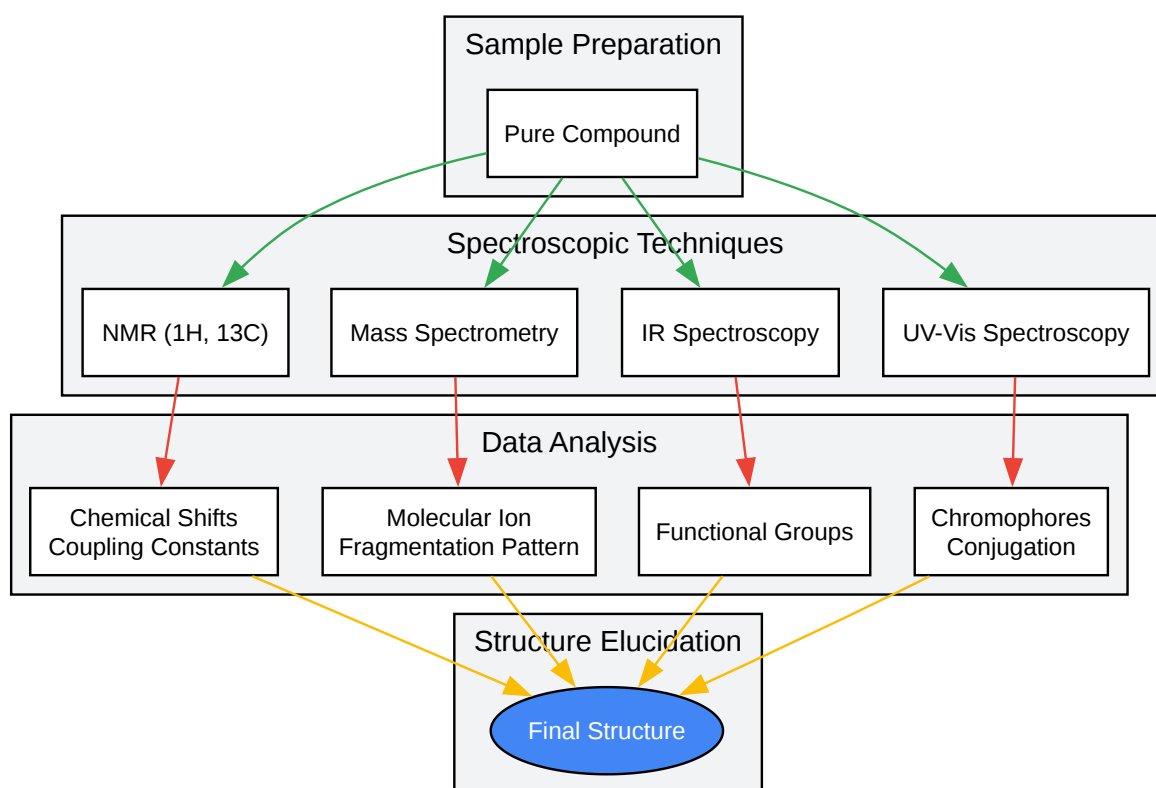 Sample Preparation
Pure Compound
Spectroscopic Techniques
NMR (1H, 13C)
Mass Spectrometry
IR Spectroscopy
UV-Vis Spectroscopy
Data Analysis
Chemical Shifts
Coupling Constants
Molecular Ion
Fragmentation Pattern
Functional Groups
Chromophores
Conjugation
Structure Elucidation
Final Structure